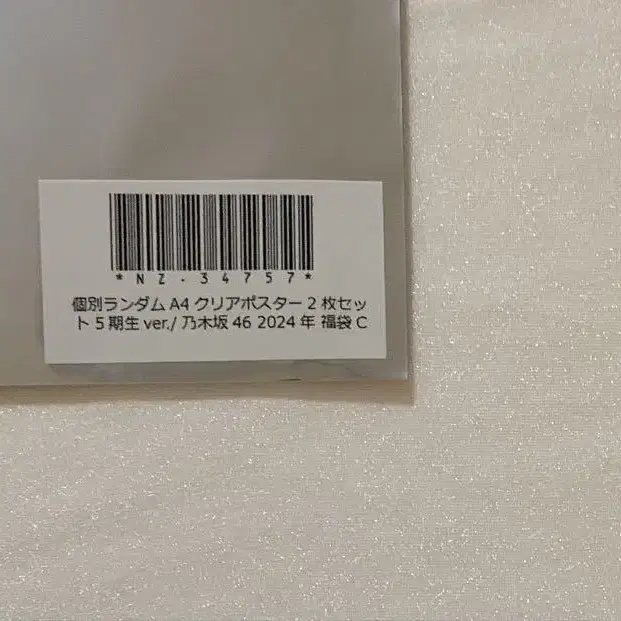 *NZ-34757*
個別ランダム A4 クリアポスター 2 枚セッ
ト 5 期生 ver./ 乃木坂 46 2024 年 福袋 C